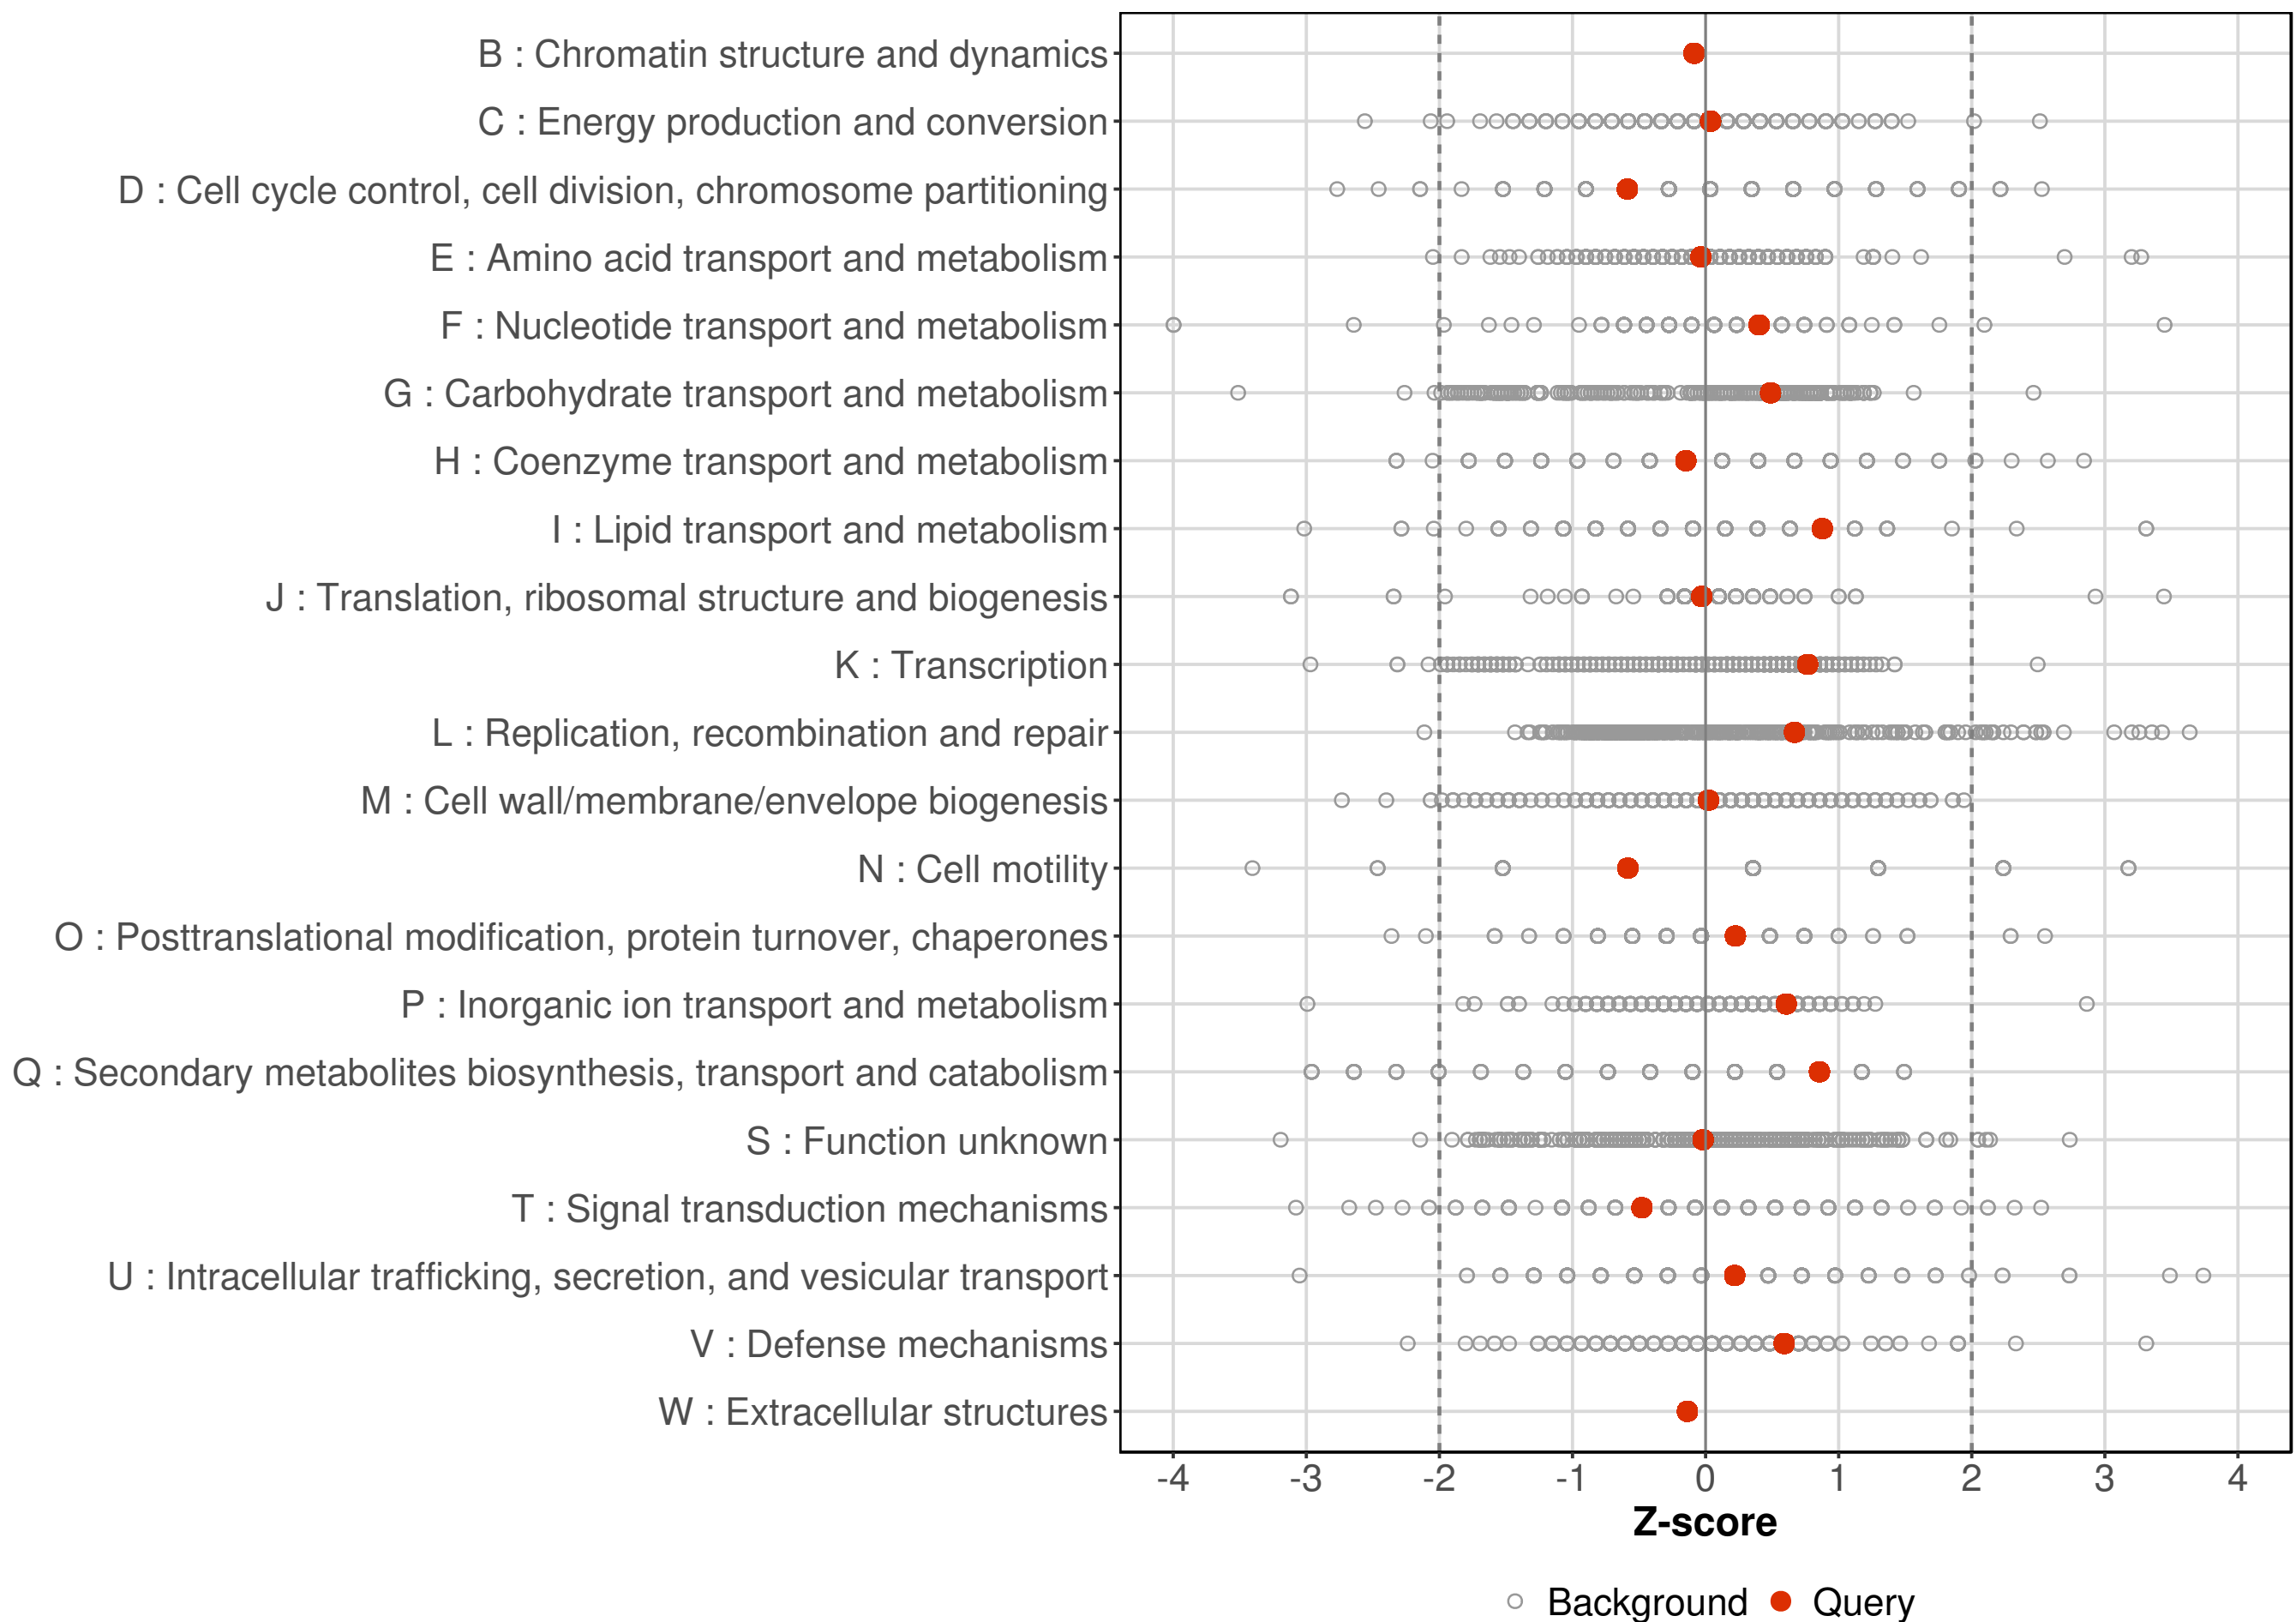 B : Chromatin structure and dynamics
C : Energy production and conversion
D : Cell cycle control, cell division, chromosome partitioning
E : Amino acid transport and metabolism
F : Nucleotide transport and metabolism
G : Carbohydrate transport and metabolism
H : Coenzyme transport and metabolism
I : Lipid transport and metabolism
J : Translation, ribosomal structure and biogenesis
K : Transcription
L : Replication, recombination and repair
M : Cell wall/membrane/envelope biogenesis
N : Cell motility
O : Posttranslational modification, protein turnover, chaperones
P : Inorganic ion transport and metabolism
Q : Secondary metabolites biosynthesis, transport and catabolism
S : Function unknown
T : Signal transduction mechanisms
U : Intracellular trafficking, secretion, and vesicular transport
V : Defense mechanisms
W : Extracellular structures
-4 -3 -2 -1 0 1 2 3 4
Z-score
Background Query